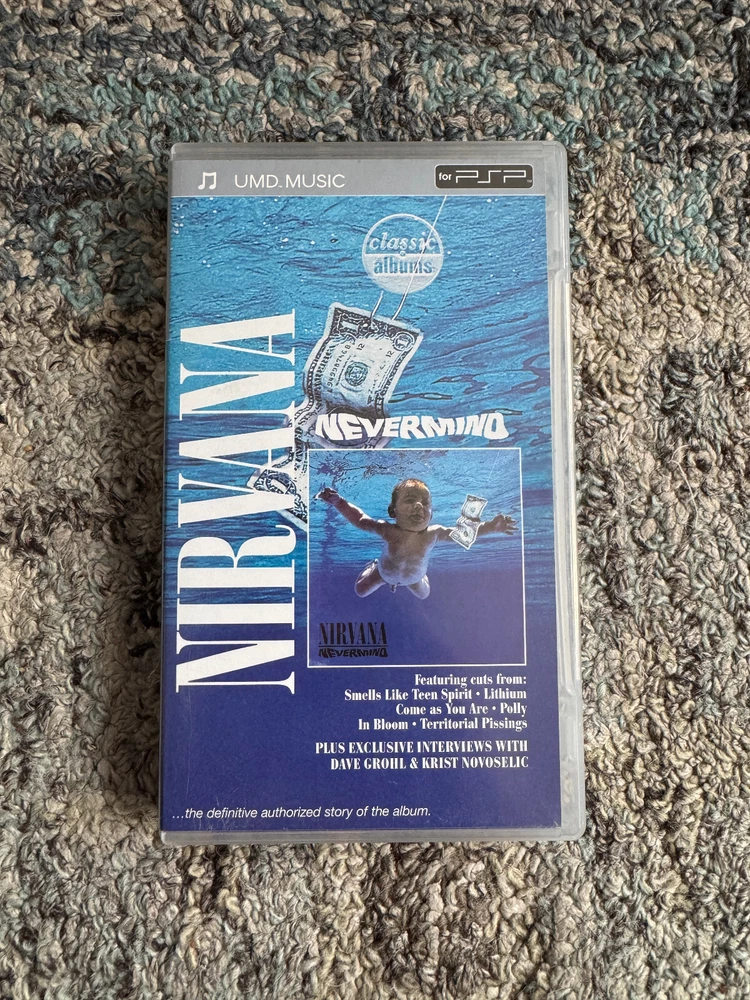 UMD. MUSIC
for PSP™
classic
albums
NIRVANA
NEVERMIND
NIRVANA
NEVERMIND
Featuring cuts from:
Smells Like Teen Spirit • Lithium
Come as You Are • Polly
In Bloom • Territorial Pissings
PLUS EXCLUSIVE INTERVIEWS WITH
DAVE GROHL & KRIST NOVOSELIC
...the definitive authorized story of the album.